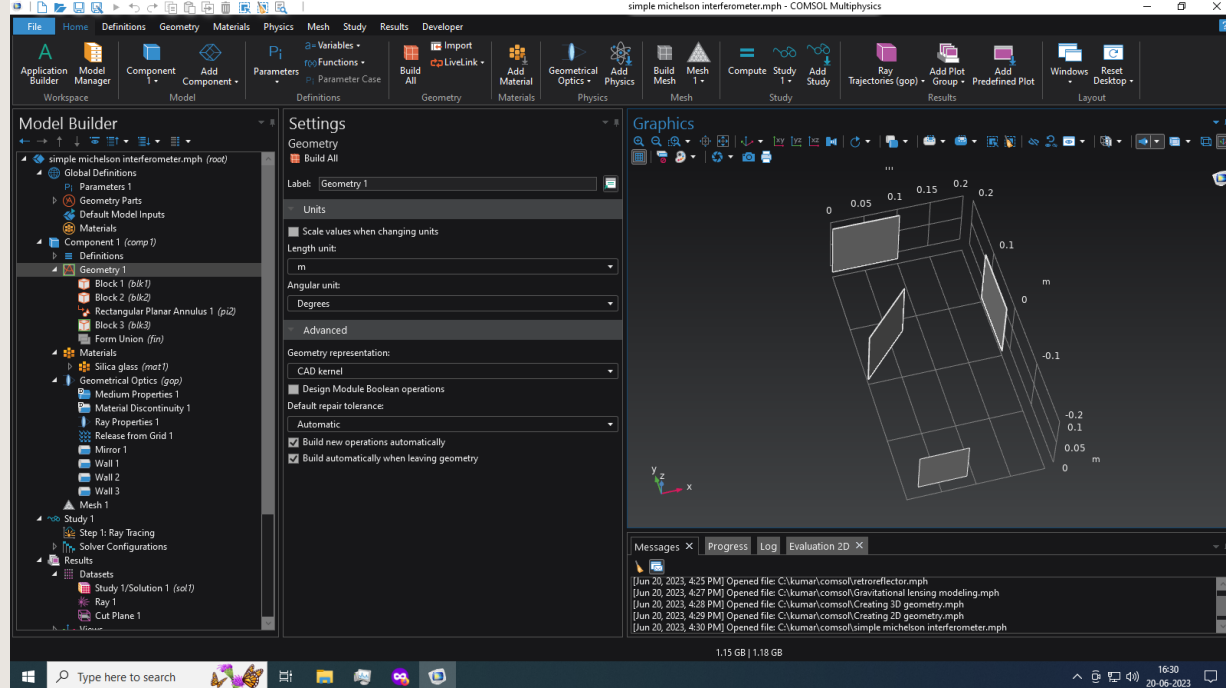 simple michelson interferometer.mph - COMSOL Multiphysics
File Home Definitions Geometry Materials Physics Mesh Study Results Developer
Application Builder
Model Manager
Workspace
Component 1
Add Component
Model
Parameters
a= Variables
f(x) Functions
Pi Parameter Case
Definitions
Build All
Import
LiveLink
Geometry
Add Material
Materials
Geometrical Optics
Add Physics
Physics
Build Mesh
Mesh 1
Mesh
Compute
Study 1
Add Study
Study
Ray Trajectories (gop)
Add Plot Group
Add Predefined Plot
Results
Windows
Reset Desktop
Layout
Model Builder
simple michelson interferometer.mph (root)
Global Definitions
Pi Parameters 1
Geometry Parts
Default Model Inputs
Materials
Component 1 (comp1)
Definitions
Geometry 1
Block 1 (blk1)
Block 2 (blk2)
Rectangular Planar Annulus 1 (pi2)
Block 3 (blk3)
Form Union (fin)
Materials
Silica glass (mat1)
Geometrical Optics (gop)
Medium Properties 1
Material Discontinuity 1
Ray Properties 1
Release from Grid 1
Mirror 1
Wall 1
Wall 2
Wall 3
Mesh 1
Study 1
Step 1: Ray Tracing
Solver Configurations
Results
Datasets
Study 1/Solution 1 (sol1)
Ray 1
Cut Plane 1
Views
Settings
Geometry
Build All
Label: Geometry 1
Units
Scale values when changing units
Length unit:
m
Angular unit:
Degrees
Advanced
Geometry representation:
CAD kernel
Design Module Boolean operations
Default repair tolerance:
Automatic
Build new operations automatically
Build automatically when leaving geometry
Graphics
0 0.05 0.1 0.15 0.2 0.2
0.1
m
0
-0.1
-0.2
0.1
0.05
m
0
y
z
x
Messages Progress Log Evaluation 2D
[Jun 20, 2023, 4:25 PM] Opened file: C:\kumar\comsol\retroreflector.mph
[Jun 20, 2023, 4:27 PM] Opened file: C:\kumar\comsol\Gravitational lensing modeling.mph
[Jun 20, 2023, 4:28 PM] Opened file: C:\kumar\comsol\Creating 3D geometry.mph
[Jun 20, 2023, 4:29 PM] Opened file: C:\kumar\comsol\Creating 2D geometry.mph
[Jun 20, 2023, 4:30 PM] Opened file: C:\kumar\comsol\simple michelson interferometer.mph
1.15 GB | 1.18 GB
Type here to search
16:30
20-06-2023